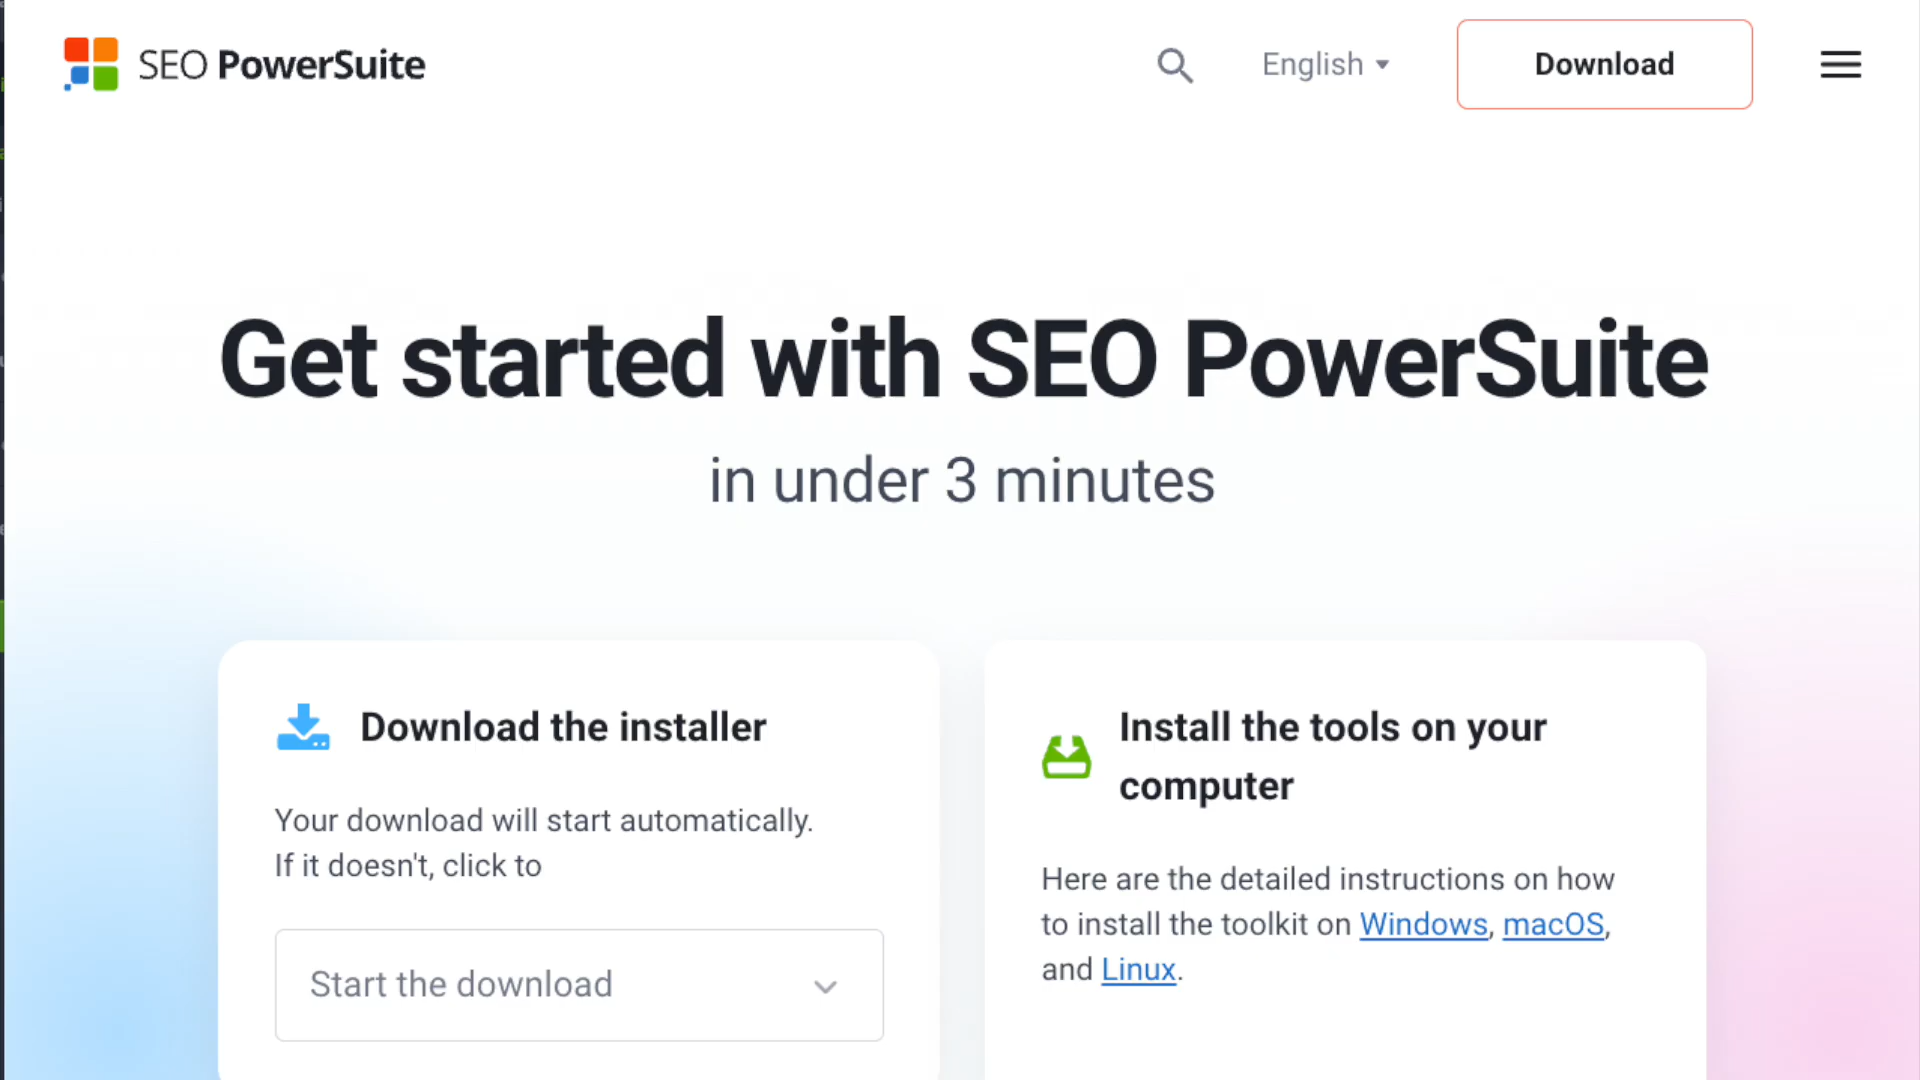 SEO PowerSuite
English
Download
Get started with SEO PowerSuite
in under 3 minutes
Download the installer
Your download will start automatically.
If it doesn't, click to
Start the download
Install the tools on your
computer
Here are the detailed instructions on how
to install the toolkit on Windows, macOS,
and Linux.